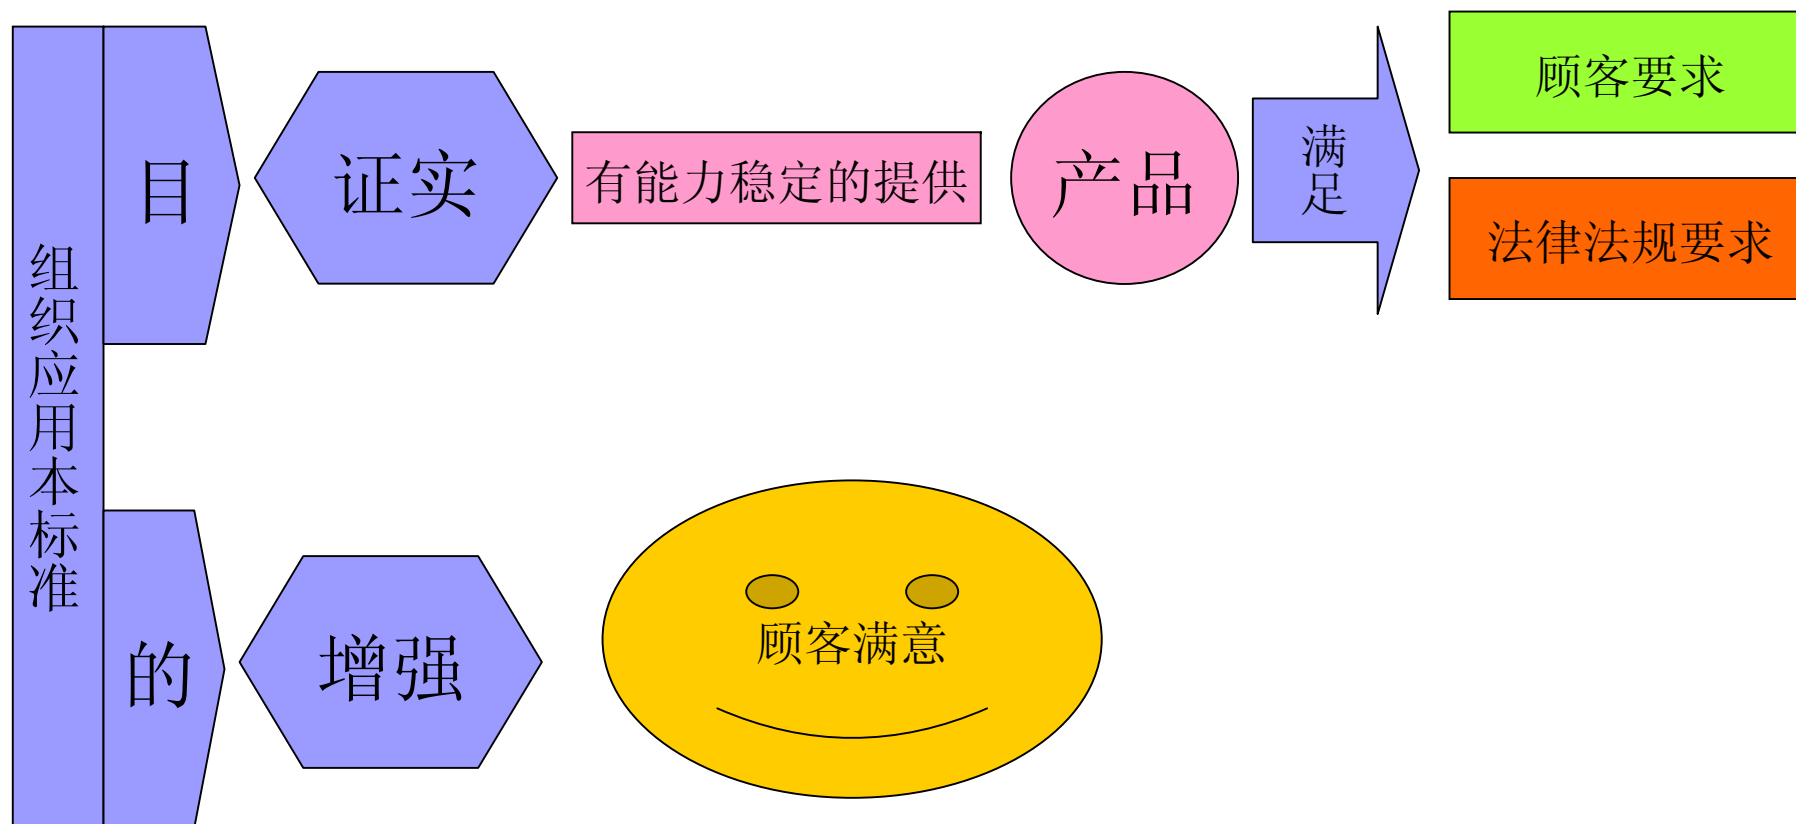 组织应用本标准
目
证实
有能力稳定的提供
产品
满足
顾客要求
法律法规要求
的
增强
顾客满意